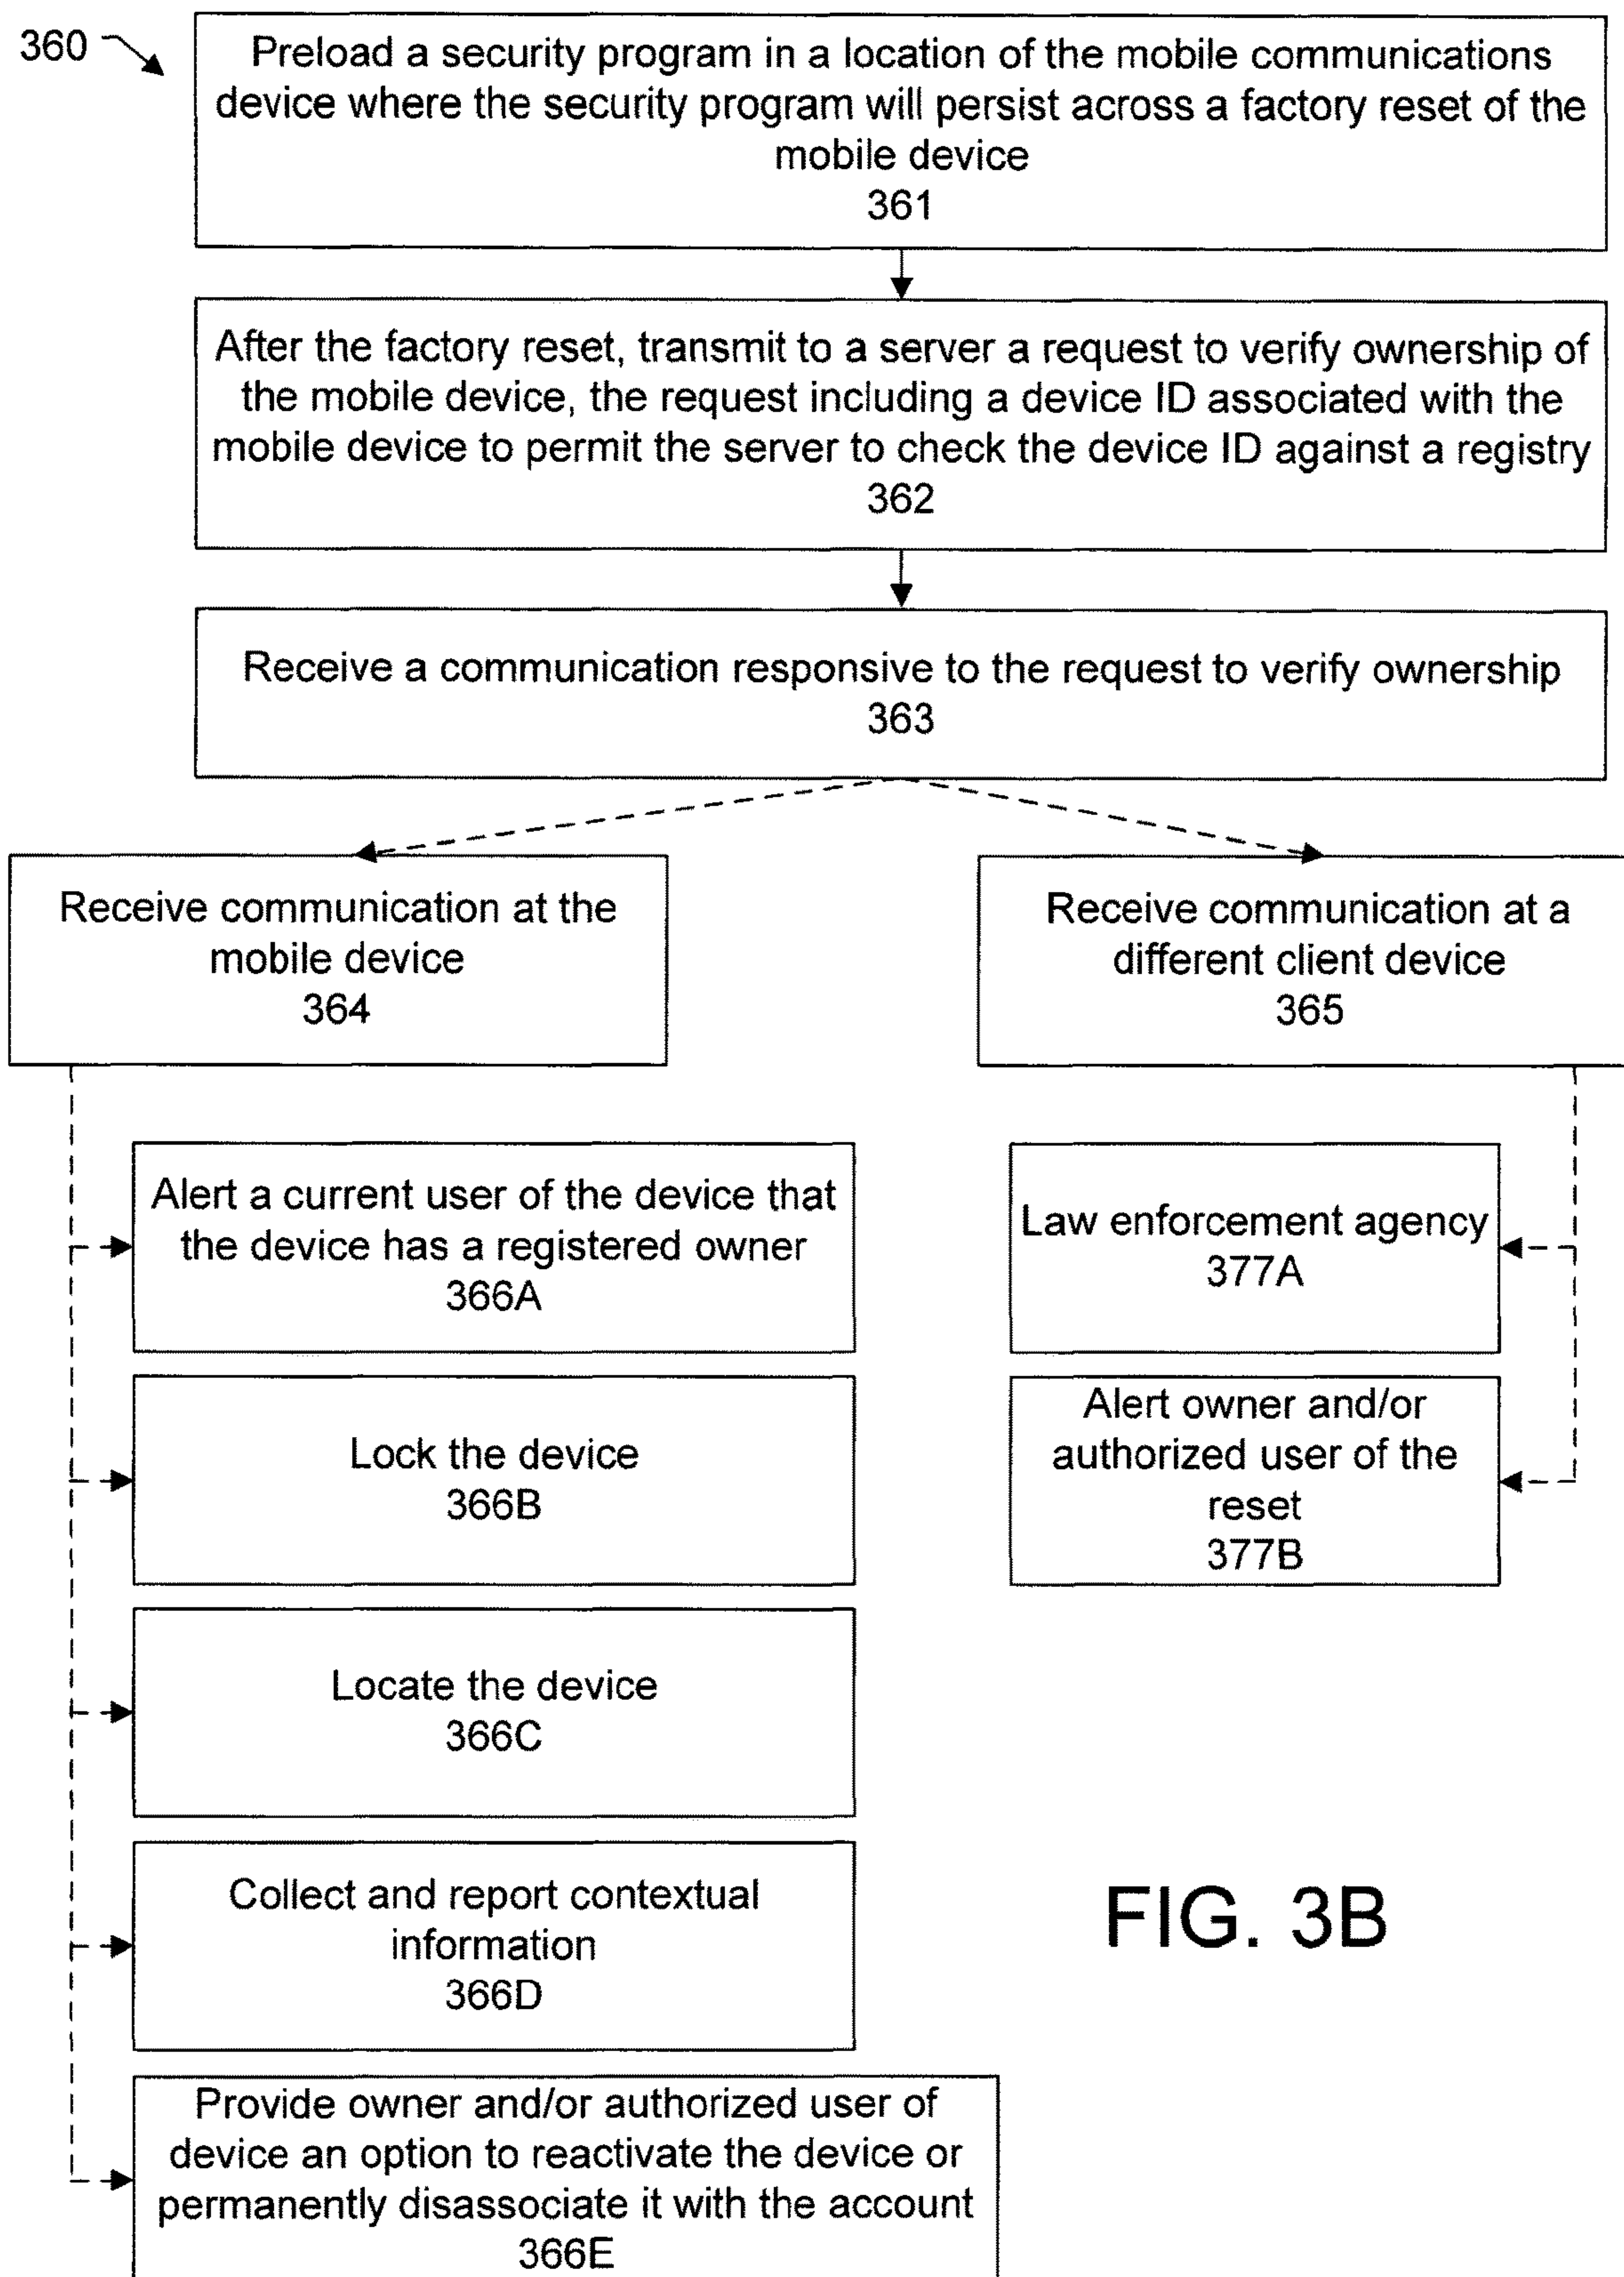 360
Preload a security program in a location of the mobile communications
device where the security program will persist across a factory reset of the
mobile device
361
After the factory reset, transmit to a server a request to verify ownership of
the mobile device, the request including a device ID associated with the
mobile device to permit the server to check the device ID against a registry
362
Receive a communication responsive to the request to verify ownership
363
Receive communication at the
mobile device
364
Receive communication at a
different client device
365
Alert a current user of the device that
the device has a registered owner
366A
Law enforcement agency
377A
Lock the device
366B
Alert owner and/or
authorized user of the
reset
377B
Locate the device
366C
Collect and report contextual
information
366D
FIG. 3B
Provide owner and/or authorized user of
device an option to reactivate the device or
permanently disassociate it with the account
366E